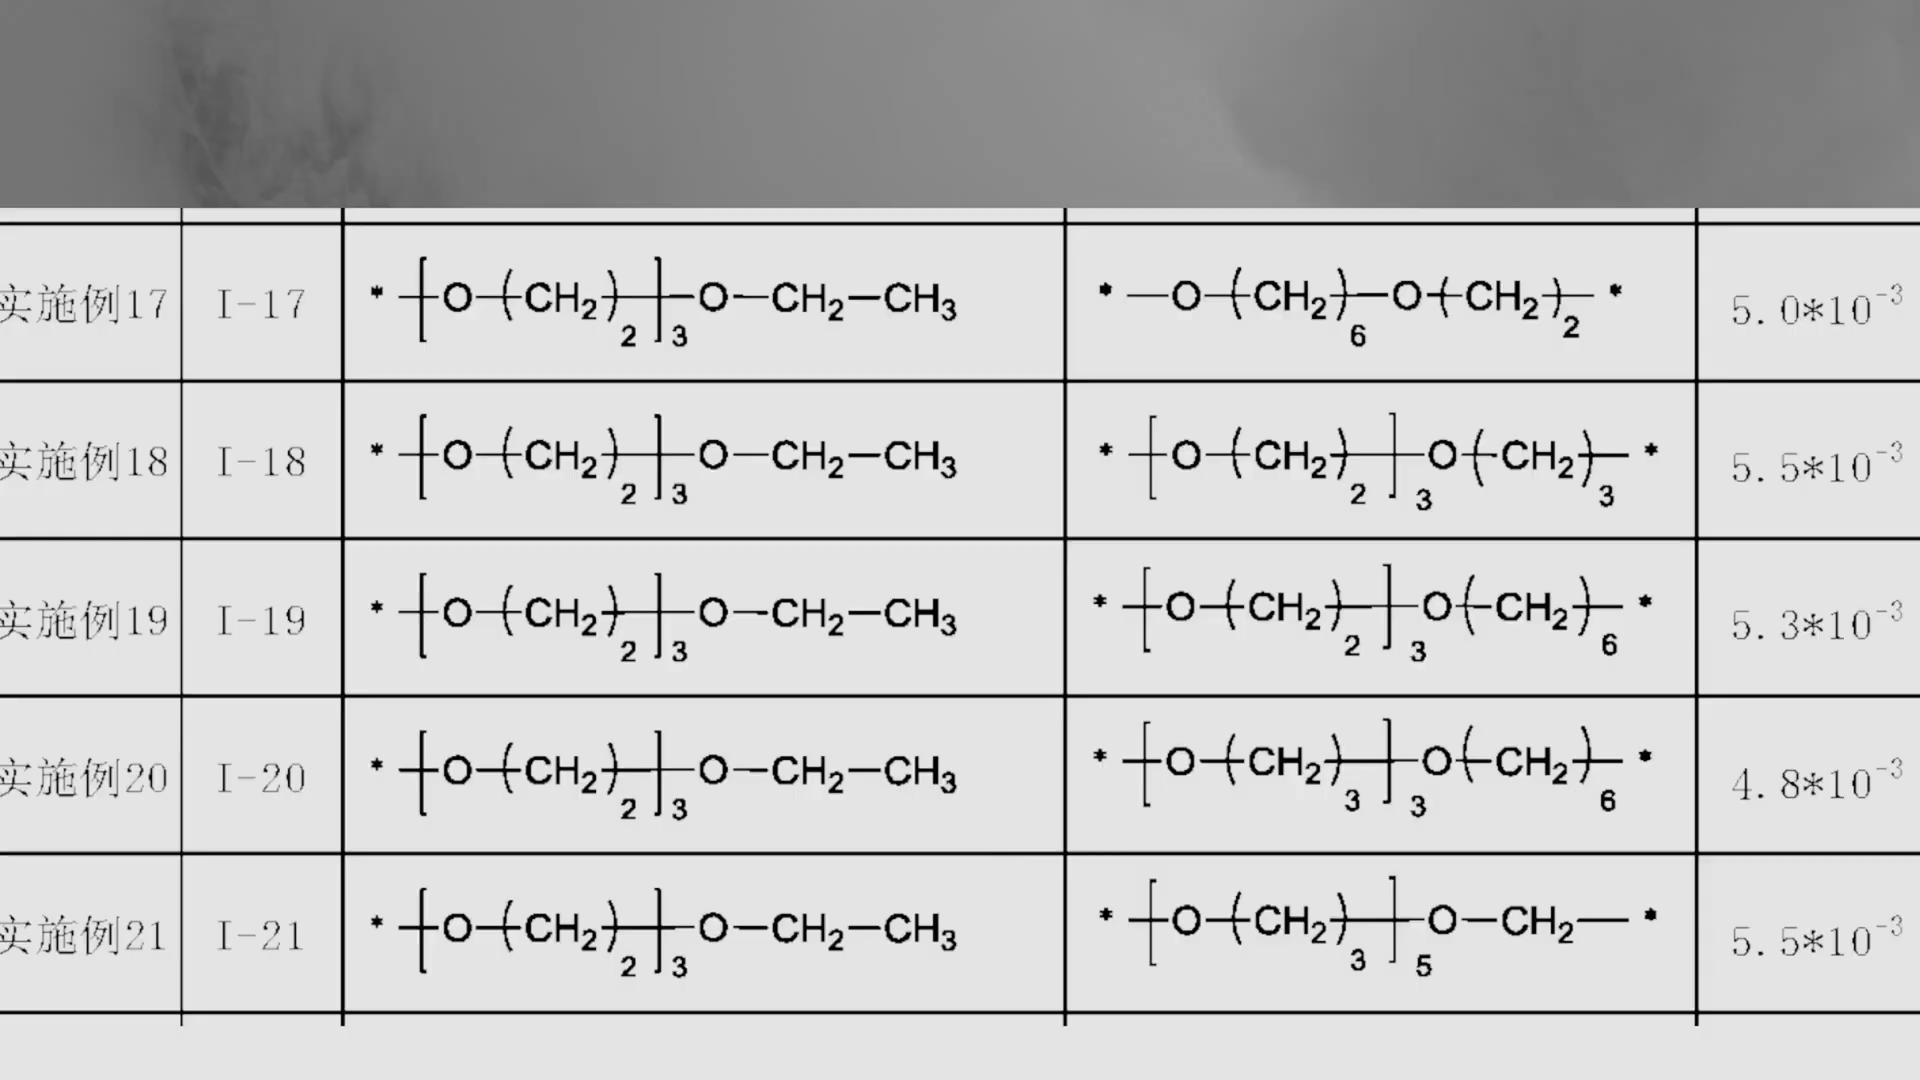 实施例17 I-17 *-[O-(CH₂)₂]₃-O-CH₂-CH₃ *-O-(CH₂)₆-O-(CH₂)₂-* 5.0*10⁻³
实施例18 I-18 *-[O-(CH₂)₂]₃-O-CH₂-CH₃ *-[O-(CH₂)₂]₃-O-(CH₂)₃-* 5.5*10⁻³
实施例19 I-19 *-[O-(CH₂)₂]₃-O-CH₂-CH₃ *-[O-(CH₂)₂]₃-O-(CH₂)₆-* 5.3*10⁻³
实施例20 I-20 *-[O-(CH₂)₂]₃-O-CH₂-CH₃ *-[O-(CH₂)₃]₃-O-(CH₂)₆-* 4.8*10⁻³
实施例21 I-21 *-[O-(CH₂)₂]₃-O-CH₂-CH₃ *-[O-(CH₂)₃]₅-O-CH₂-* 5.5*10⁻³